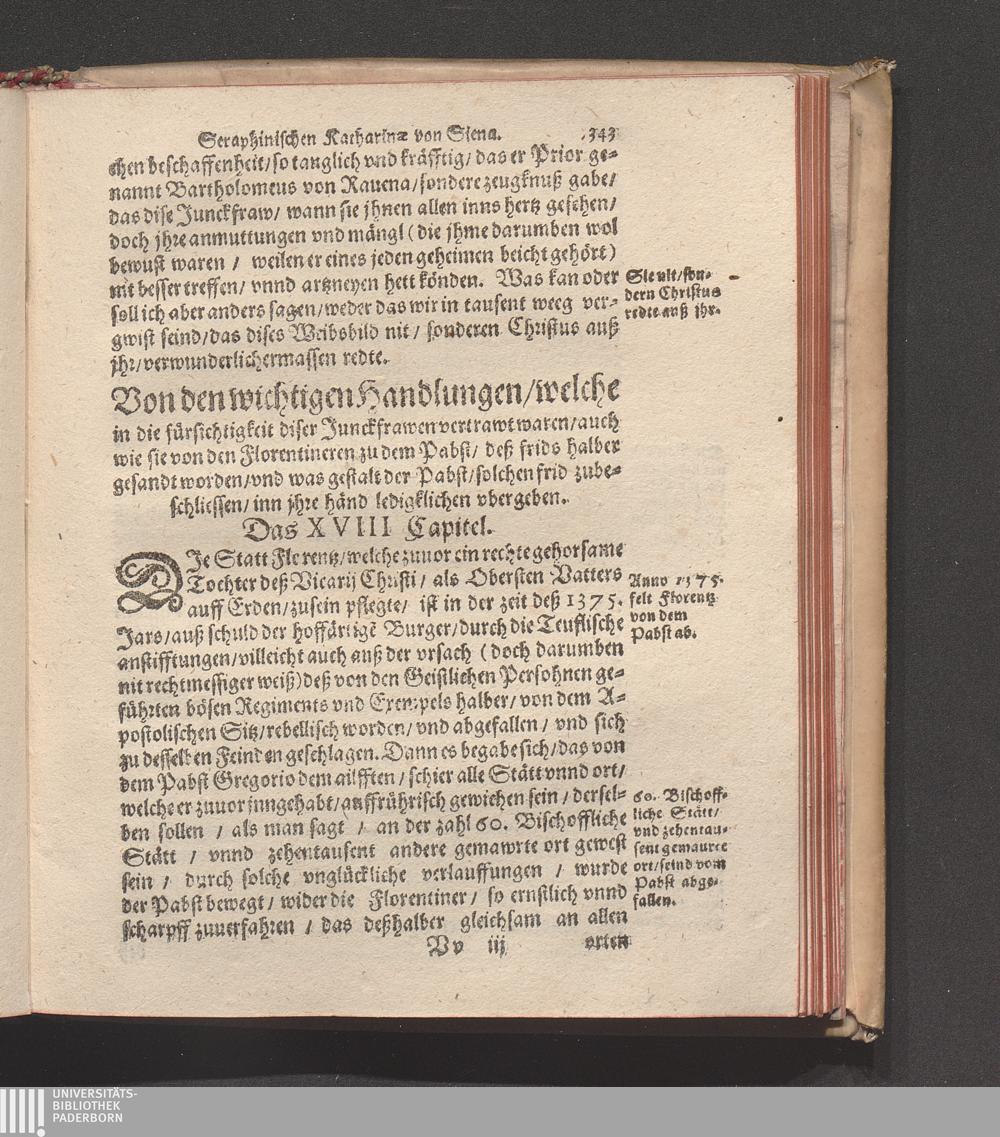 Seraphinischen Katharinæ von Siena. 343
chen beschaffenheit/ so tauglich vnd kräfftig/ das er Prior ge-
nannt Bartholomeus von Rauena/ sondere zeugknuß gabe/
das dise Junckfraw/ wann sie jhnen allen inns hertz gesehen/
doch jhre anmuttungen vnd mängl (die jhme darumben wol
bewust waren / weilen er eines jeden geheimen beicht gehört)
nit besser treffen/ vnnd artzneyen hett könden. Was kan oder
soll ich aber anders sagen/ weder das wir in tausent weeg ver-
gwist seind/ das dises Weibsbild nit/ sonderen Christus auß
jhr/ verwunderlichermassen redte.
Sie nit/ son-
dern Christus
redte auß jhr.
Von den wichtigen Handlungen/ welche
in die fürsichtigkeit diser Junckfrawen vertrawt waren/ auch
wie sie von den Florentineren zu dem Pabst/ deß frids halber
gesandt worden/ vnd was gestalt der Pabst/ solchen frid zube-
schliessen/ inn jhre händ ledigklichen vbergeben.
Das XVIII Capitel.
DJe Statt Florentz/ welche zuuor ein rechte gehorsame
Tochter deß Vicarij Christi / als Obersten Vatters
auff Erden/ zusein pflegte/ ist in der zeit deß 1375.
Jars/ auß schuld der hoffärtigẽ Burger/ durch die Teuflische
anstifftungen/ villeicht auch auß der vrsach (doch darumben
nit rechtmessiger weiß) deß von den Geistlichen Persohnen ge-
führten bösen Regiments vnd Exempels halber/ von dem A-
postolischen Sitz/ rebellisch worden/ vnd abgefallen / vnd sich
zu desselben Feinden geschlagen. Dann es begabe sich/ das von
dem Pabst Gregorio dem ailfften / schier alle Stätt vnnd ort/
welche er zuuor jnngehabt/ auffrührisch gewichen sein / dersel-
ben sollen / als man sagt / an der zahl 60. Bischoffliche
Stätt / vnnd zehentausent andere gemawrte ort gewest
sein / durch solche vnglückliche verlauffungen / wurde
der Pabst bewegt / wider die Florentiner / so ernstlich vnnd
scharpff zuuerfahren / das deßhalber gleichsam an allen
Anno 1375.
felt Florentz
von dem
Pabst ab.
60. Bischoff-
liche Stätt/
vnd zehentau-
sent gemaurte
ort/ seind vom
Pabst abge-
fallen.
Vv iij orten
UNIVERSITÄTS-
BIBLIOTHEK
PADERBORN